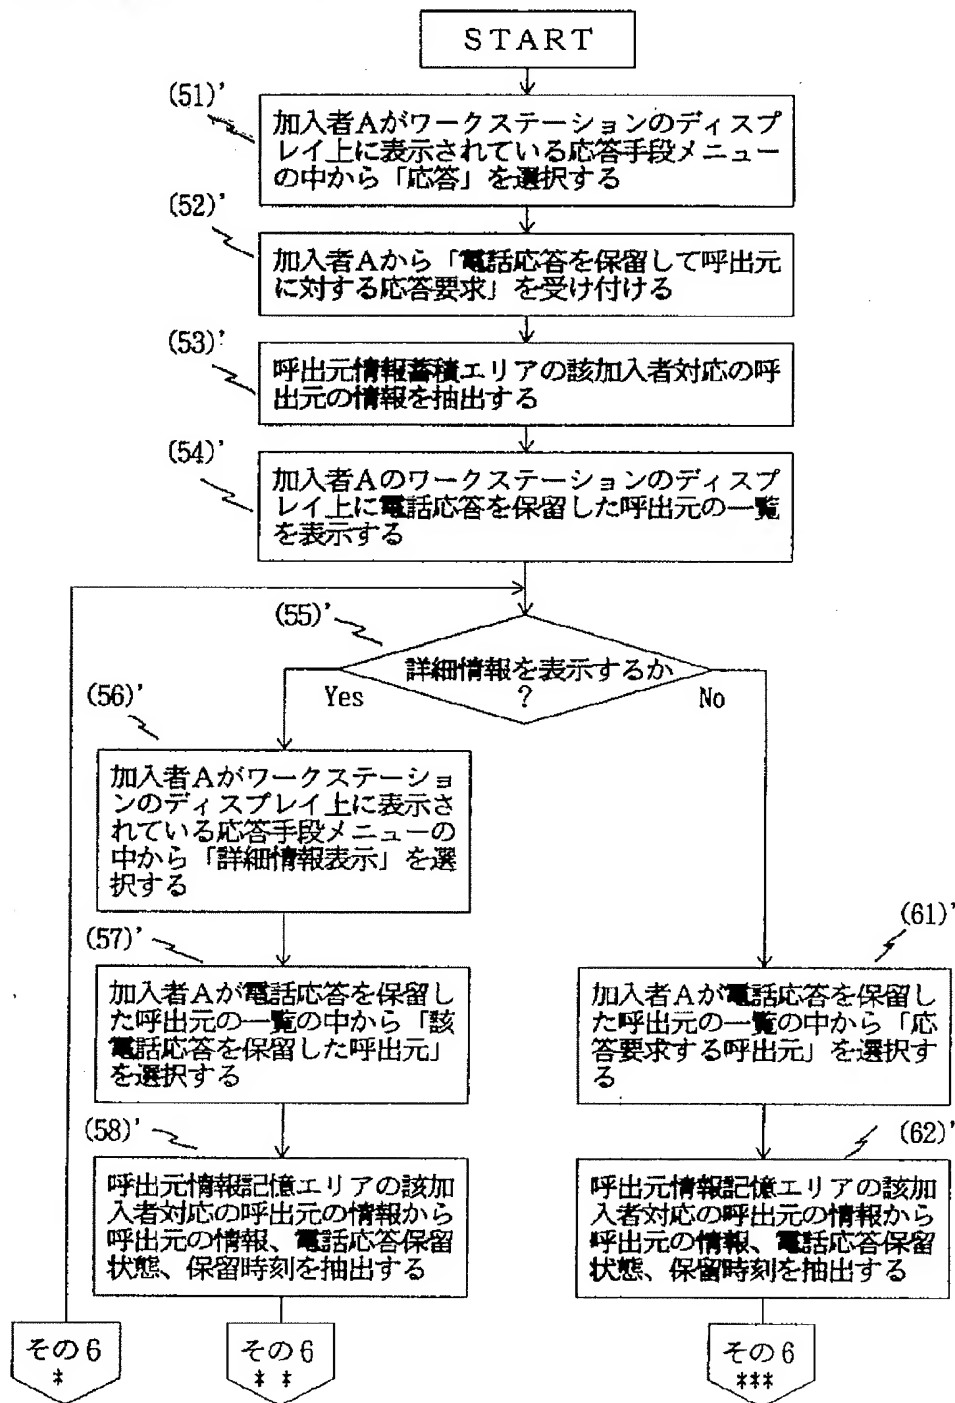 START
(51)'
加入者Aがワークステーションのディスプ
レイ上に表示されている応答手段メニュー
の中から「応答」を選択する
(52)'
加入者Aから「電話応答を保留して呼出元
に対する応答要求」を受け付ける
(53)'
呼出元情報蓄積エリアの該加入者対応の呼
出元の情報を抽出する
(54)'
加入者Aのワークステーションのディスプ
レイ上に電話応答を保留した呼出元の一覧
を表示する
(55)'
詳細情報を表示するか
?
Yes
No
(56)'
加入者Aがワークステーショ
ンのディスプレイ上に表示さ
れている応答手段メニューの
中から「詳細情報表示」を選
択する
(57)'
加入者Aが電話応答を保留し
た呼出元の一覧の中から「該
電話応答を保留した呼出元」
を選択する
(58)'
呼出元情報記憶エリアの該加
入者対応の呼出元の情報から
呼出元の情報、電話応答保留
状態、保留時刻を抽出する
(61)'
加入者Aが電話応答を保留し
た呼出元の一覧の中から「応
答要求する呼出元」を選択す
る
(62)'
呼出元情報記憶エリアの該加
入者対応の呼出元の情報から
呼出元の情報、電話応答保留
状態、保留時刻を抽出する
その6
*
その6
* *
その6
***